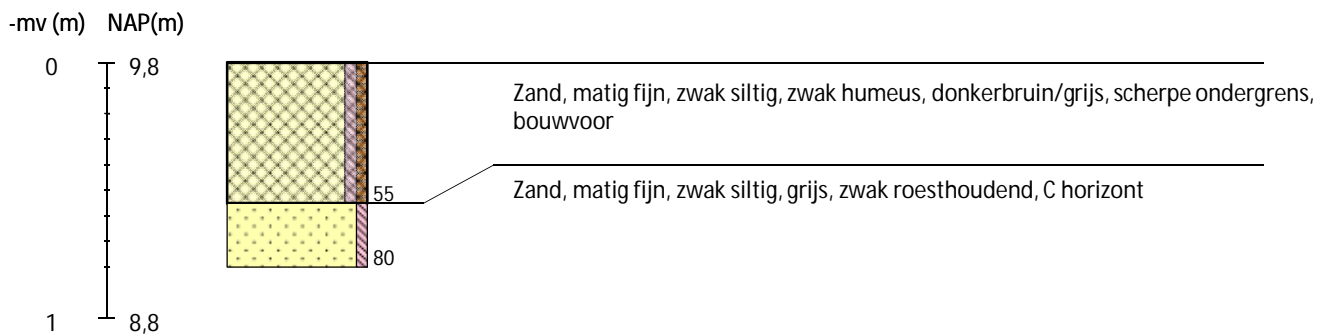 -mv (m) NAP(m)
0 9,8
Zand, matig fijn, zwak siltig, zwak humeus, donkerbruin/grijs, scherpe ondergrens,
bouwvoor
55
Zand, matig fijn, zwak siltig, grijs, zwak roesthoudend, C horizont
80
1 8,8